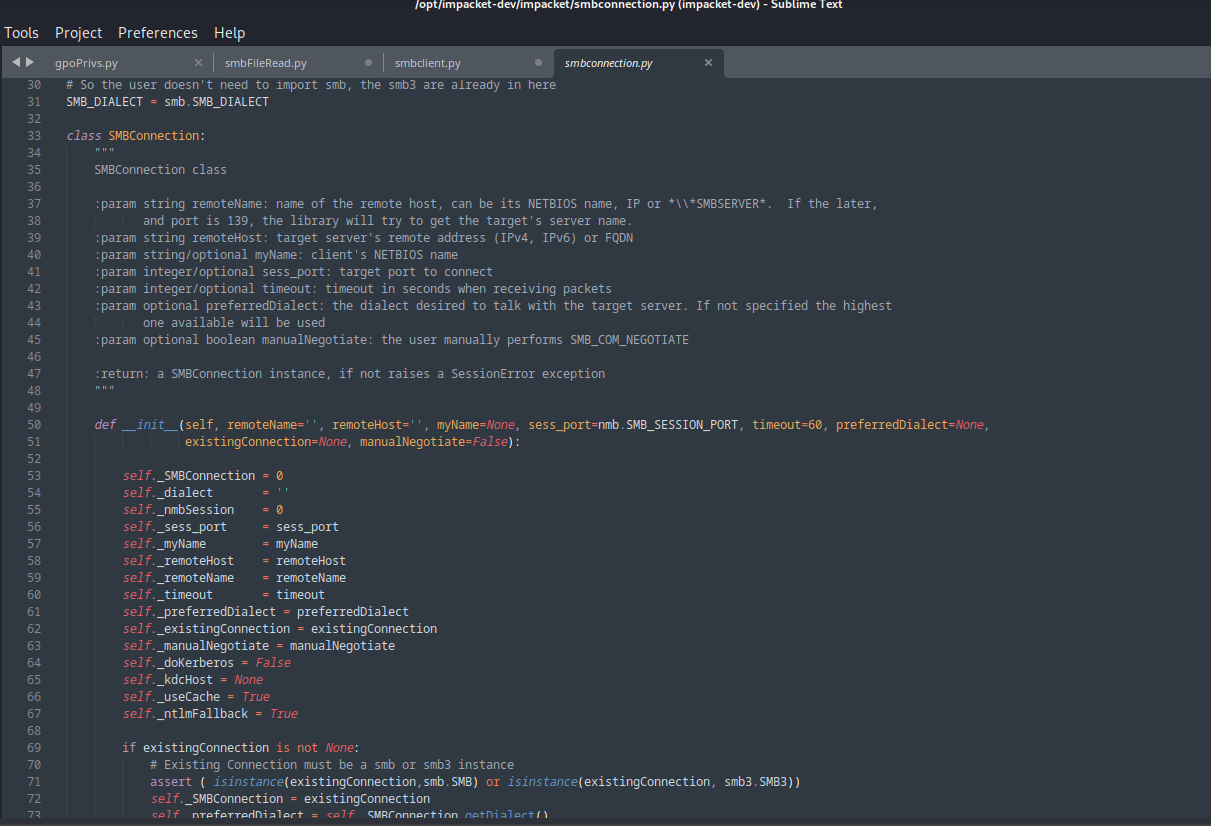 /opt/impacket-dev/impacket/smbconnection.py (impacket-dev) - Sublime Text
Tools Project Preferences Help
gpoPrivs.py × smbFileRead.py smbclient.py smbconnection.py ×
30 # So the user doesn't need to import smb, the smb3 are already in here
31 SMB_DIALECT = smb.SMB_DIALECT
32
33 class SMBConnection:
34     """
35     SMBConnection class
36
37     :param string remoteName: name of the remote host, can be its NETBIOS name, IP or *\\*SMBSERVER*.  If the later,
38            and port is 139, the library will try to get the target's server name.
39     :param string remoteHost: target server's remote address (IPv4, IPv6) or FQDN
40     :param string/optional myName: client's NETBIOS name
41     :param integer/optional sess_port: target port to connect
42     :param integer/optional timeout: timeout in seconds when receiving packets
43     :param optional preferredDialect: the dialect desired to talk with the target server. If not specified the highest
44            one available will be used
45     :param optional boolean manualNegotiate: the user manually performs SMB_COM_NEGOTIATE
46
47     :return: a SMBConnection instance, if not raises a SessionError exception
48     """
49
50     def __init__(self, remoteName='', remoteHost='', myName=None, sess_port=nmb.SMB_SESSION_PORT, timeout=60, preferredDialect=None,
51                  existingConnection=None, manualNegotiate=False):
52
53         self._SMBConnection = 0
54         self._dialect       = ''
55         self._nmbSession    = 0
56         self._sess_port     = sess_port
57         self._myName        = myName
58         self._remoteHost    = remoteHost
59         self._remoteName    = remoteName
60         self._timeout       = timeout
61         self._preferredDialect = preferredDialect
62         self._existingConnection = existingConnection
63         self._manualNegotiate = manualNegotiate
64         self._doKerberos = False
65         self._kdcHost = None
66         self._useCache = True
67         self._ntlmFallback = True
68
69         if existingConnection is not None:
70             # Existing Connection must be a smb or smb3 instance
71             assert ( isinstance(existingConnection,smb.SMB) or isinstance(existingConnection, smb3.SMB3))
72             self._SMBConnection = existingConnection
73             self._preferredDialect = self._SMBConnection.getDialect()